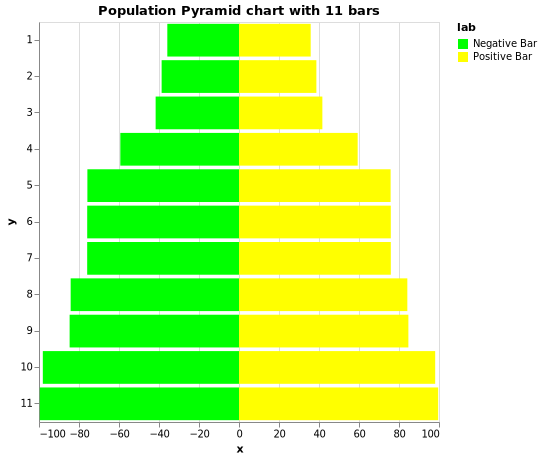 Population Pyramid chart with 11 bars
lab
Negative Bar
Positive Bar
y
1
2
3
4
5
6
7
8
9
10
11
−100 −80 −60 −40 −20 0 20 40 60 80 100
x